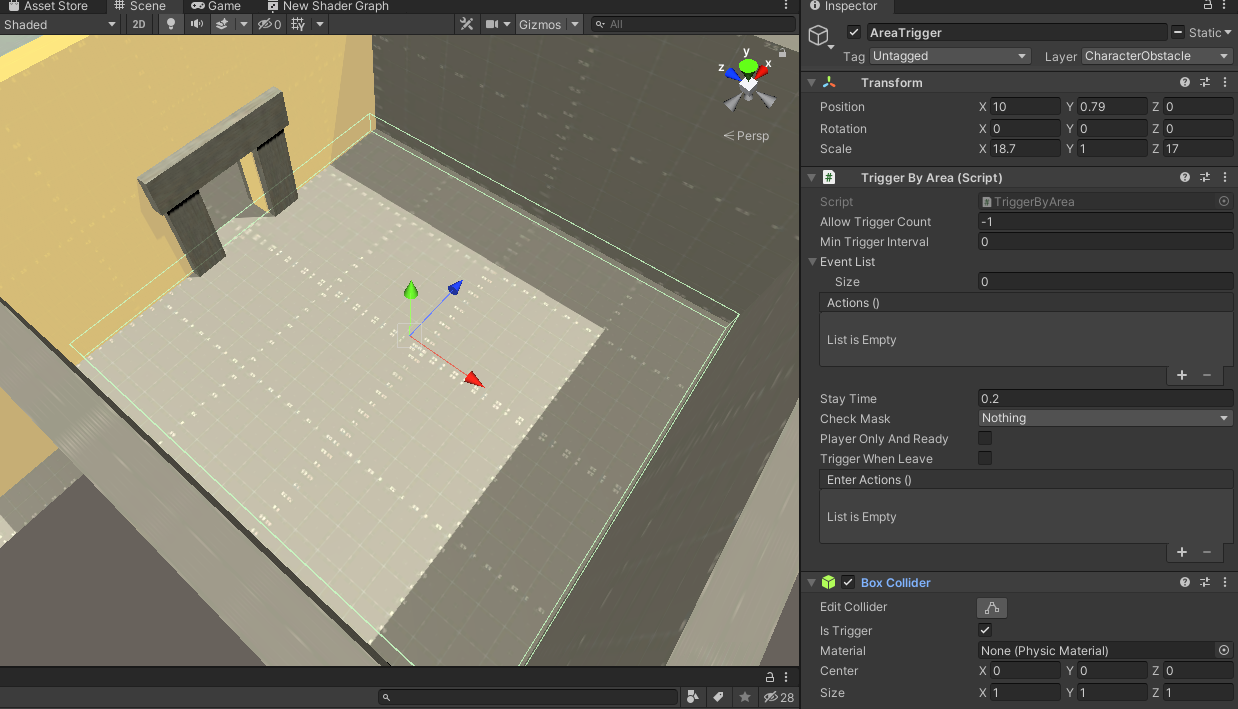 Asset Store
Scene
Game
New Shader Graph
Inspector
Shaded
2D
0
Gizmos
All
y
x
z
Persp
AreaTrigger
Static
Tag
Untagged
Layer
CharacterObstacle
Transform
Position
X 10
Y 0.79
Z 0
Rotation
X 0
Y 0
Z 0
Scale
X 18.7
Y 1
Z 17
# Trigger By Area (Script)
Script
TriggerByArea
Allow Trigger Count
-1
Min Trigger Interval
0
Event List
Size
0
Actions ()
List is Empty
+ −
Stay Time
0.2
Check Mask
Nothing
Player Only And Ready
Trigger When Leave
Enter Actions ()
List is Empty
+ −
Box Collider
Edit Collider
Is Trigger
Material
None (Physic Material)
Center
X 0
Y 0
Z 0
Size
X 1
Y 1
Z 1
28